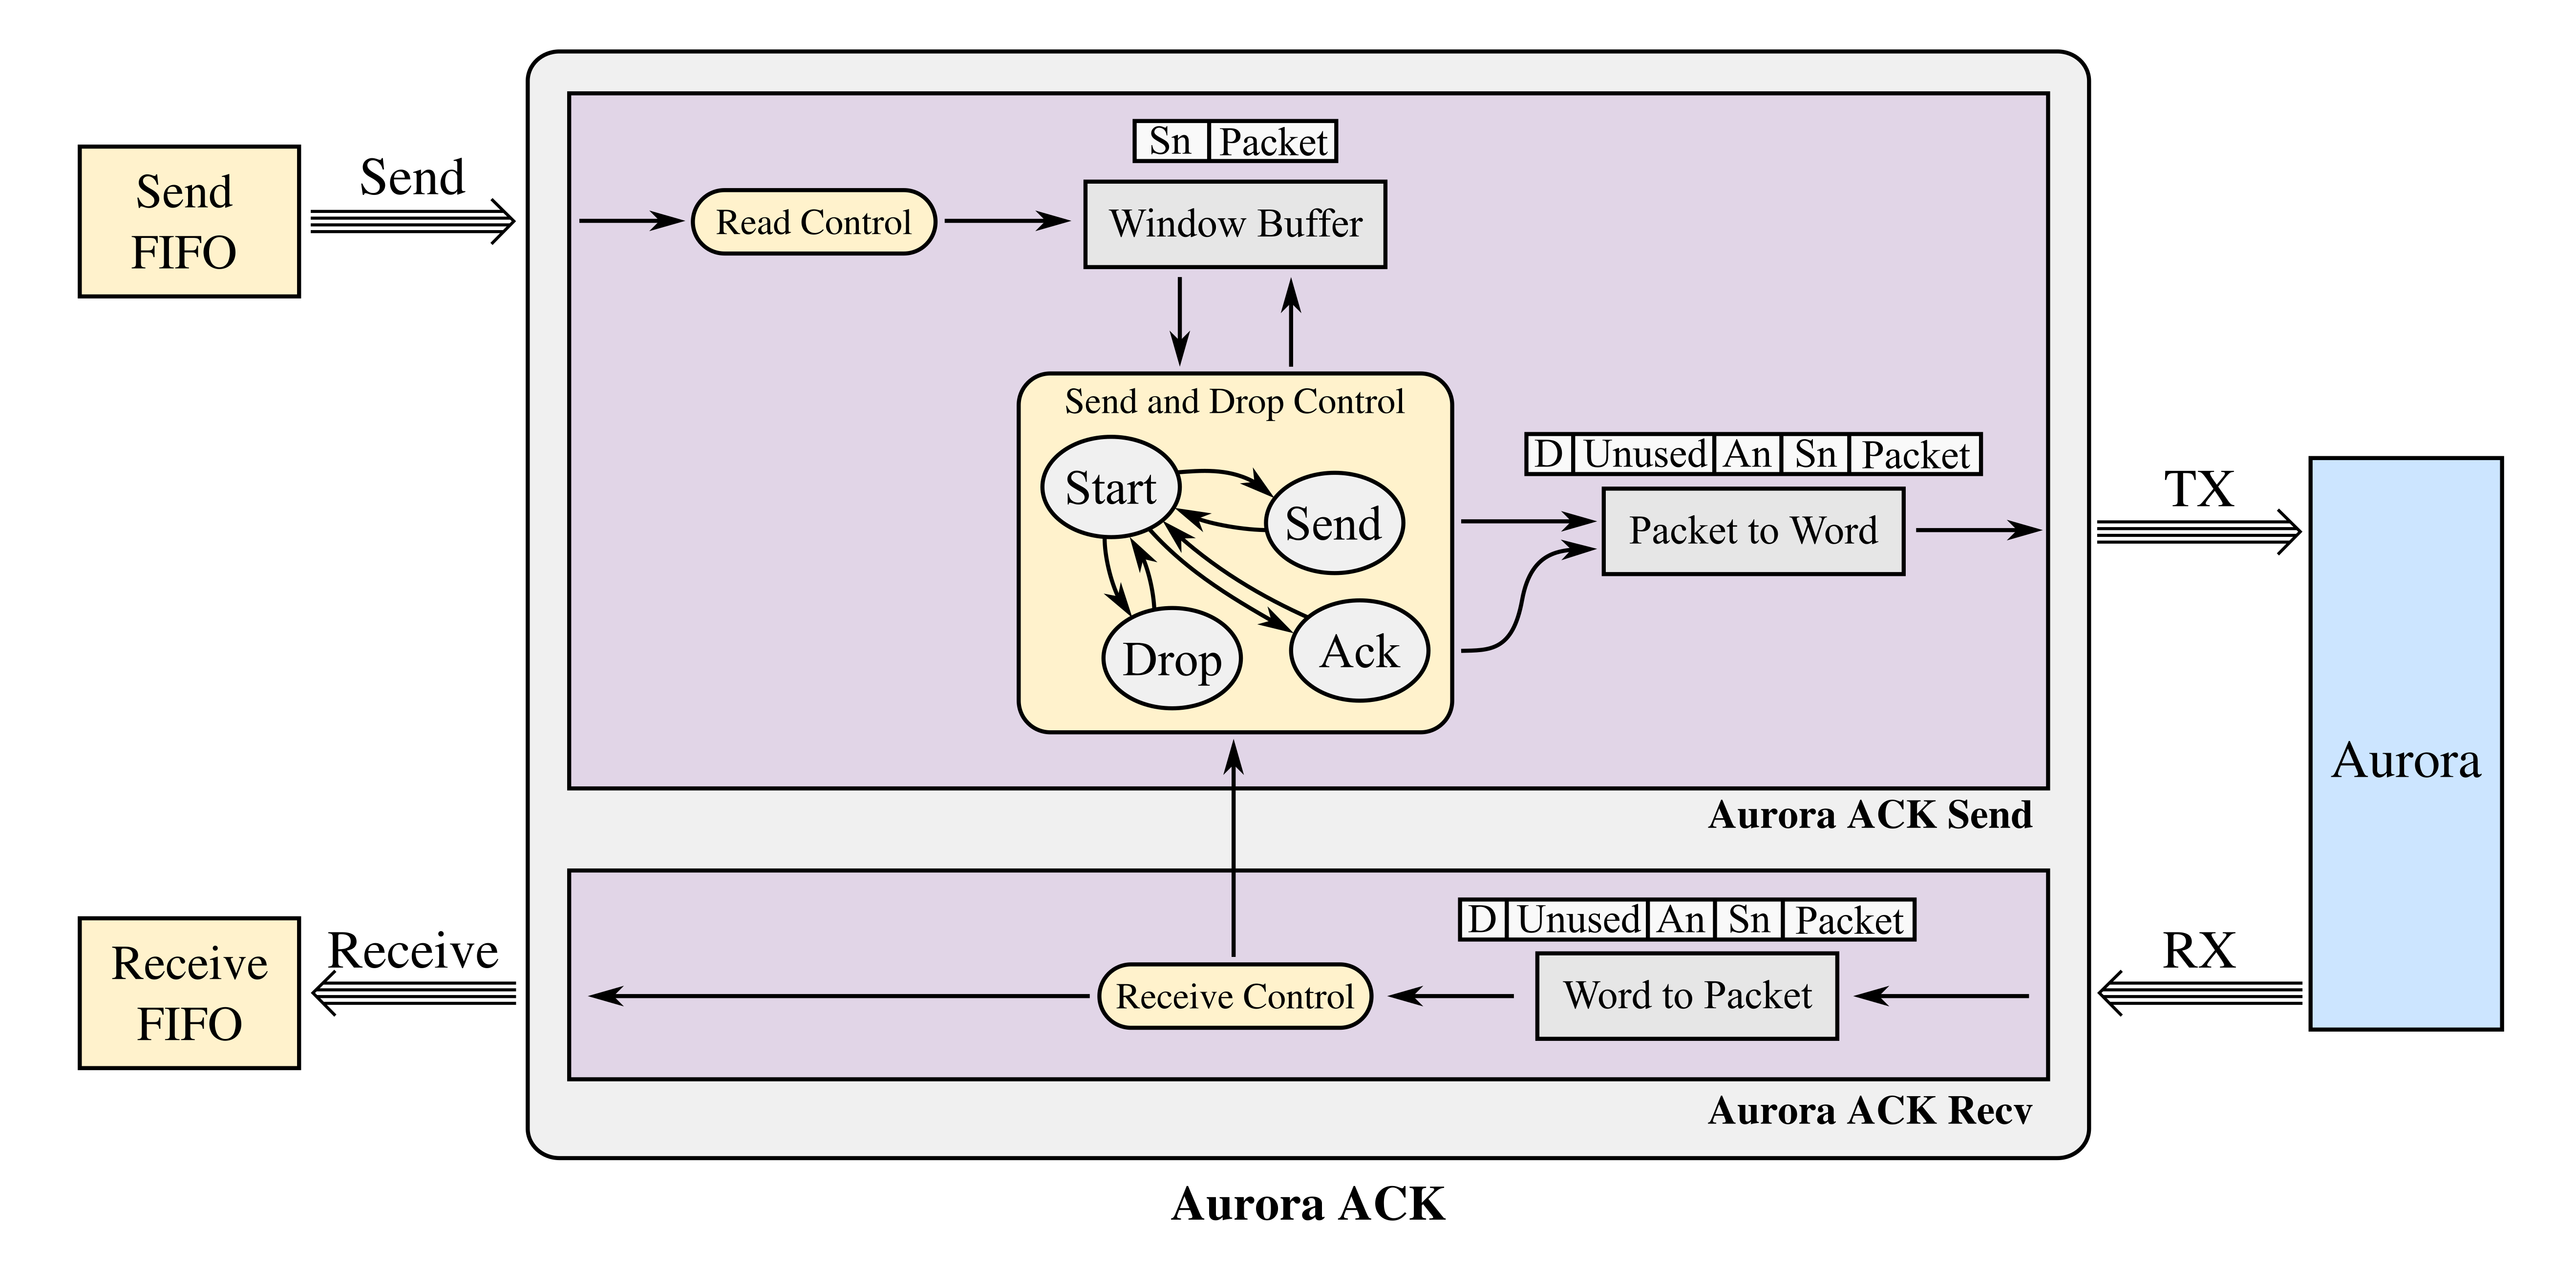 Send
FIFO
Send
Sn Packet
Read Control
Window Buffer
Send and Drop Control
Start
Send
Drop
Ack
D Unused An Sn Packet
Packet to Word
TX
Aurora
Aurora ACK Send
D Unused An Sn Packet
Word to Packet
Receive Control
RX
Receive
Receive
FIFO
Aurora ACK Recv
Aurora ACK